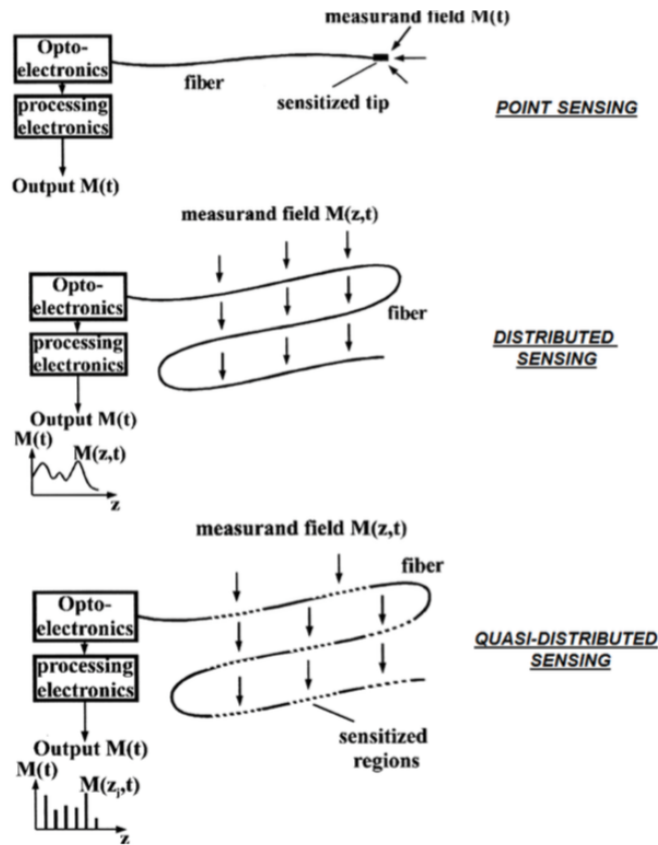 measurand field M(t)
Opto-
electronics
fiber
sensitized tip
processing
electronics
POINT SENSING
Output M(t)
measurand field M(z,t)
Opto-
electronics
fiber
processing
electronics
DISTRIBUTED
SENSING
Output M(t)
M(t)
M(z,t)
z
measurand field M(z,t)
fiber
Opto-
electronics
QUASI-DISTRIBUTED
SENSING
processing
electronics
sensitized
regions
Output M(t)
M(t)
M(zj,t)
z